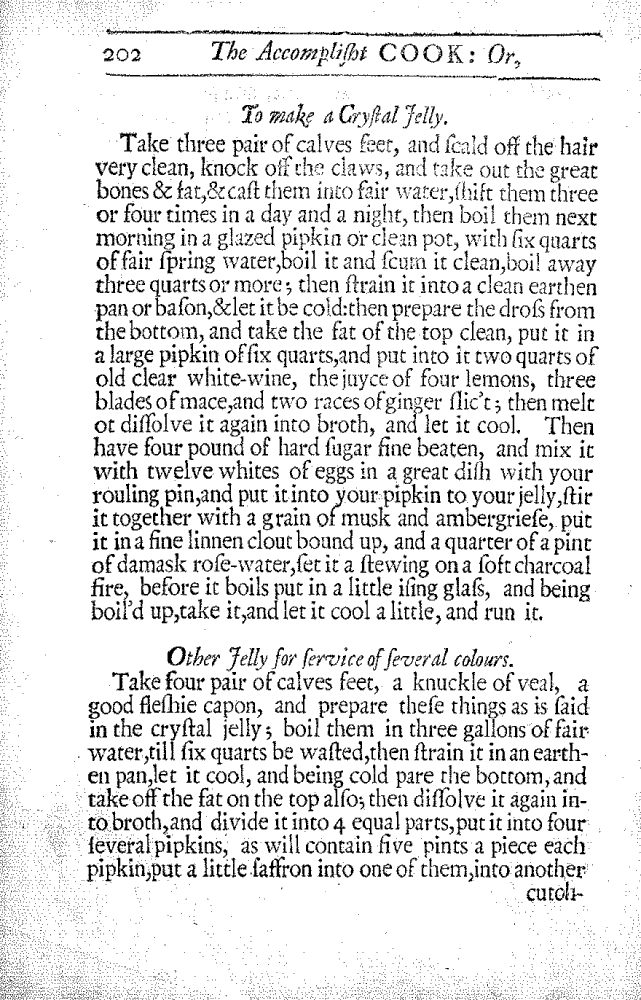 202 The Accomplisht COOK: Or,
To make a Cryſtal Jelly.
Take three pair of calves feet, and ſcald off the hair
very clean, knock off the claws, and take out the great
bones & fat,& caſt them into fair water,ſhift them three
or four times in a day and a night, then boil them next
morning in a glazed pipkin or clean pot, with ſix quarts
of fair ſpring water,boil it and ſcum it clean,boil away
three quarts or more; then ſtrain it into a clean earthen
pan or baſon,&let it be cold:then prepare the droſs from
the bottom, and take the fat of the top clean, put it in
a large pipkin of ſix quarts,and put into it two quarts of
old clear white-wine, the juyce of four lemons, three
blades of mace,and two races of ginger ſlic't; then melt
ot diſſolve it again into broth, and let it cool. Then
have four pound of hard ſugar fine beaten, and mix it
with twelve whites of eggs in a great diſh with your
rouling pin,and put it into your pipkin to your jelly,ſtir
it together with a grain of musk and ambergrieſe, put
it in a fine linnen clout bound up, and a quarter of a pint
of damask roſe-water,ſet it a ſtewing on a ſoft charcoal
fire, before it boils put in a little iſing glaſs, and being
boil'd up,take it,and let it cool a little, and run it.
Other Jelly for ſervice of ſeveral colours.
Take four pair of calves feet, a knuckle of veal, a
good fleſhie capon, and prepare theſe things as is ſaid
in the cryſtal jelly; boil them in three gallons of fair
water,till ſix quarts be waſted,then ſtrain it in an earth-
en pan,let it cool, and being cold pare the bottom, and
take off the fat on the top alſo; then diſſolve it again in-
to broth,and divide it into 4 equal parts,put it into four
ſeveral pipkins, as will contain five pints a piece each
pipkin,put a little ſaffron into one of them,into another
cutch-